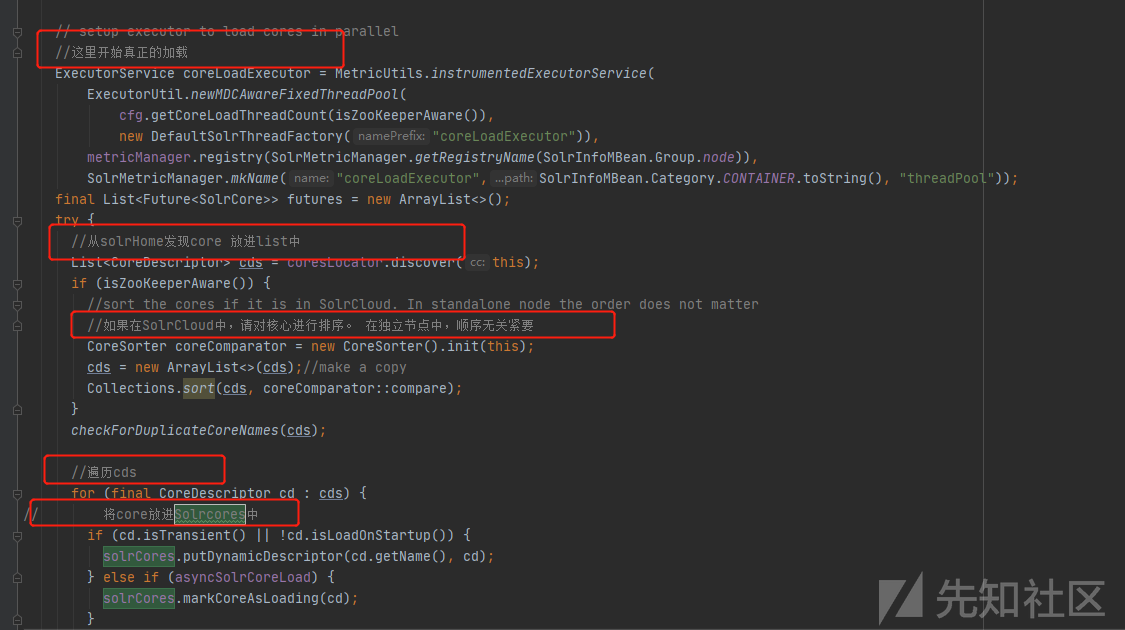 // setup executor to load cores in parallel
//这里开始真正的加载
ExecutorService coreLoadExecutor = MetricUtils.instrumentedExecutorService(
ExecutorUtil.newMDCAwareFixedThreadPool(
cfg.getCoreLoadThreadCount(isZooKeeperAware()),
new DefaultSolrThreadFactory( namePrefix: "coreLoadExecutor")),
metricManager.registry(SolrMetricManager.getRegistryName(SolrInfoMBean.Group.node)),
SolrMetricManager.mkName( name: "coreLoadExecutor", ...path: SolrInfoMBean.Category.CONTAINER.toString(), "threadPool"));
final List<Future<SolrCore>> futures = new ArrayList<>();
try {
//从solrHome发现core 放进list中
List<CoreDescriptor> cds = coresLocator.discover( cc: this);
if (isZooKeeperAware()) {
//sort the cores if it is in SolrCloud. In standalone node the order does not matter
//如果在SolrCloud中，请对核心进行排序。 在独立节点中，顺序无关紧要
CoreSorter coreComparator = new CoreSorter().init(this);
cds = new ArrayList<>(cds);//make a copy
Collections.sort(cds, coreComparator::compare);
}
checkForDuplicateCoreNames(cds);
//遍历cds
for (final CoreDescriptor cd : cds) {
// 将core放进Solrcores中
if (cd.isTransient() || !cd.isLoadOnStartup()) {
solrCores.putDynamicDescriptor(cd.getName(), cd);
} else if (asyncSolrCoreLoad) {
solrCores.markCoreAsLoading(cd);
}
先知社区